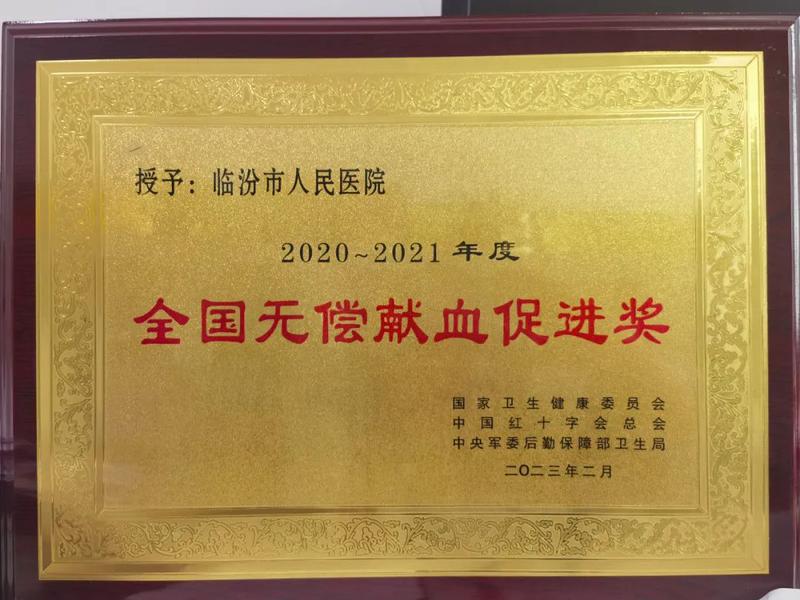 授予：临汾市人民医院
2020~2021年度
全国无偿献血促进奖
国家卫生健康委员会
中国红十字会总会
中央军委后勤保障部卫生局
二〇二三年二月